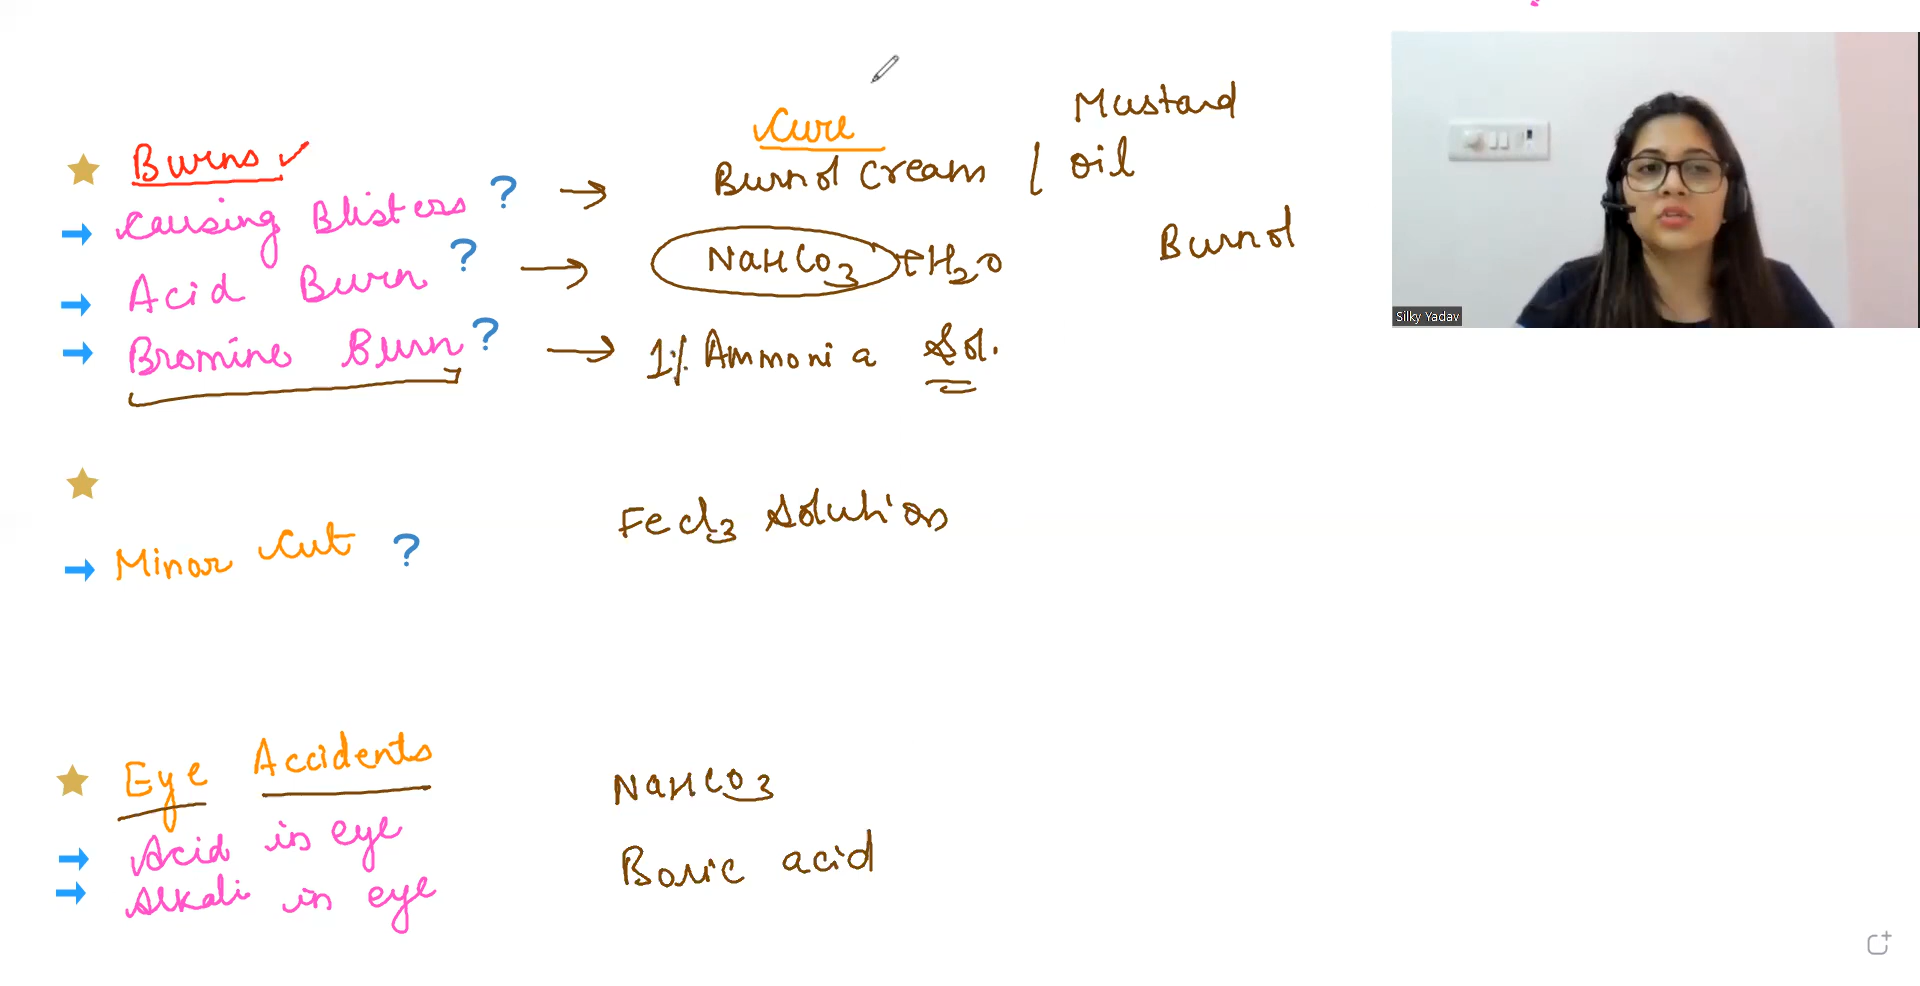 Cure
Burns ✓
Causing Blisters ? → Burnol Cream / Mustard oil
Acid Burn ? → NaHCO3 + H2O
Burnol
Bromine Burn ? → 1% Ammonia Sol.
Minor Cut ? FeCl3 Solution
Eye Accidents
Acid in eye NaHCO3
Alkali in eye Boric acid
Silky Yadav